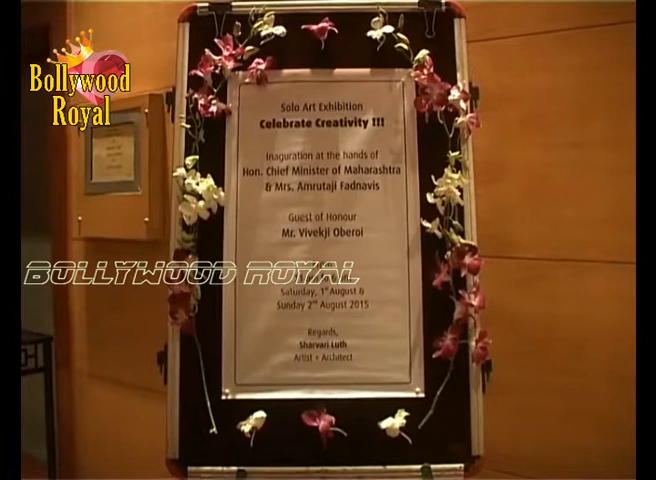 Bollywood
Royal
Solo Art Exhibition
Celebrate Creativity !!!
Inaguration at the hands of
Hon. Chief Minister of Maharashtra
& Mrs. Amrutaji Fadnavis
Guest of Honour
Mr. Vivekji Oberoi
BOLLYWOOD ROYAL
Saturday, 1st August &
Sunday 2nd August 2015
Regards,
Sharvari Luth
Artist + Architect